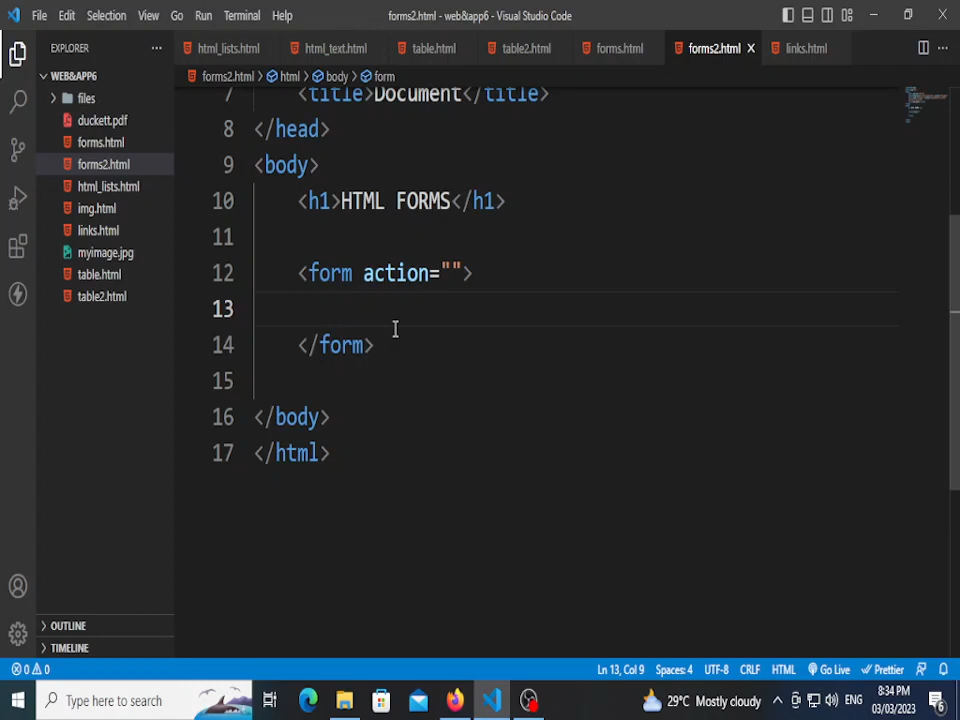 File Edit Selection View Go Run Terminal Help forms2.html - web&app6 - Visual Studio Code
EXPLORER
html_lists.html html_text.html table.html table2.html forms.html forms2.html links.html
WEB&APP6
forms2.html > html > body > form
files
duckett.pdf
forms.html
forms2.html
html_lists.html
img.html
links.html
myimage.jpg
table.html
table2.html
OUTLINE
TIMELINE
7 <title>Document</title>
8 </head>
9 <body>
10 <h1>HTML FORMS</h1>
11
12 <form action="">
13
14 </form>
15
16 </body>
17 </html>
0 0 Ln 13, Col 9 Spaces: 4 UTF-8 CRLF HTML Go Live Prettier
Type here to search 29°C Mostly cloudy ENG 8:34 PM
03/03/2023 6